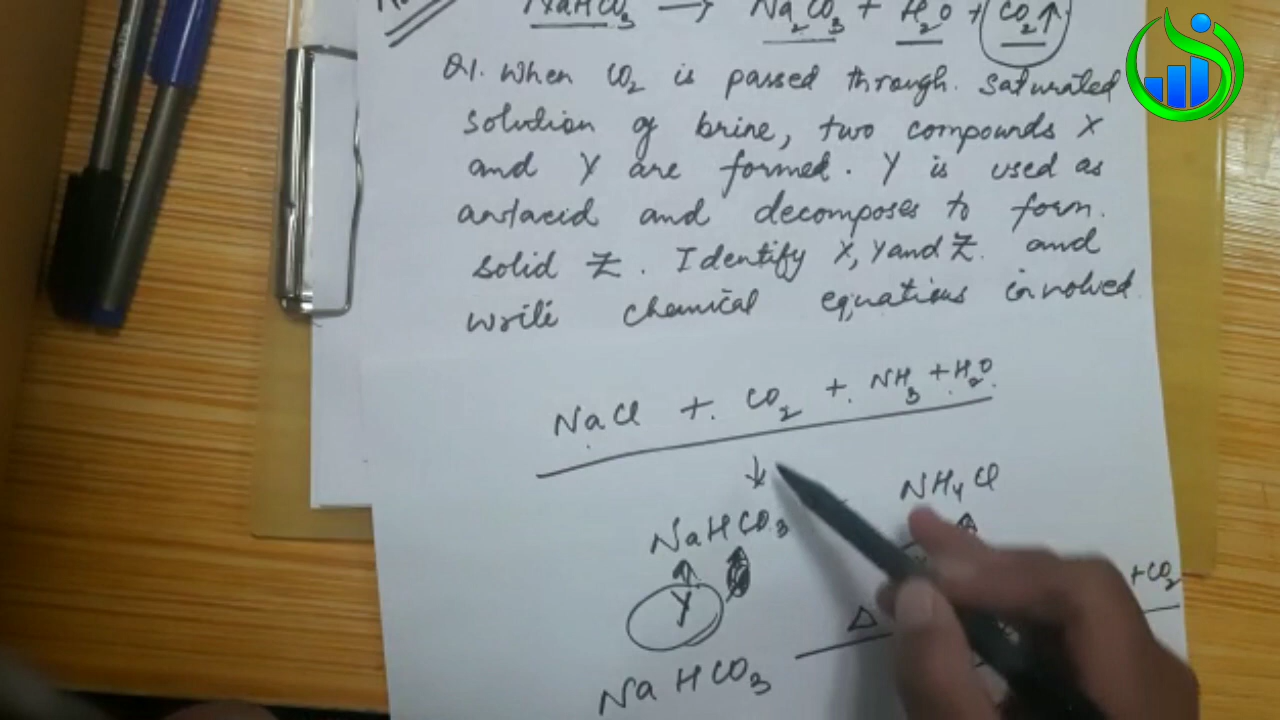 NaHCO3 → Na2CO3 + H2O + CO2↑
Q1. When CO2 is passed through. saturated
solution of brine, two compounds X
and Y are formed. Y is used as
antacid and decomposes to form.
solid Z. Identify X, Y and Z. and
write chemical equations involved.
NaCl + CO2 + NH3 + H2O
↓
NaHCO3 NH4Cl
Y
NaHCO3 Δ +CO2